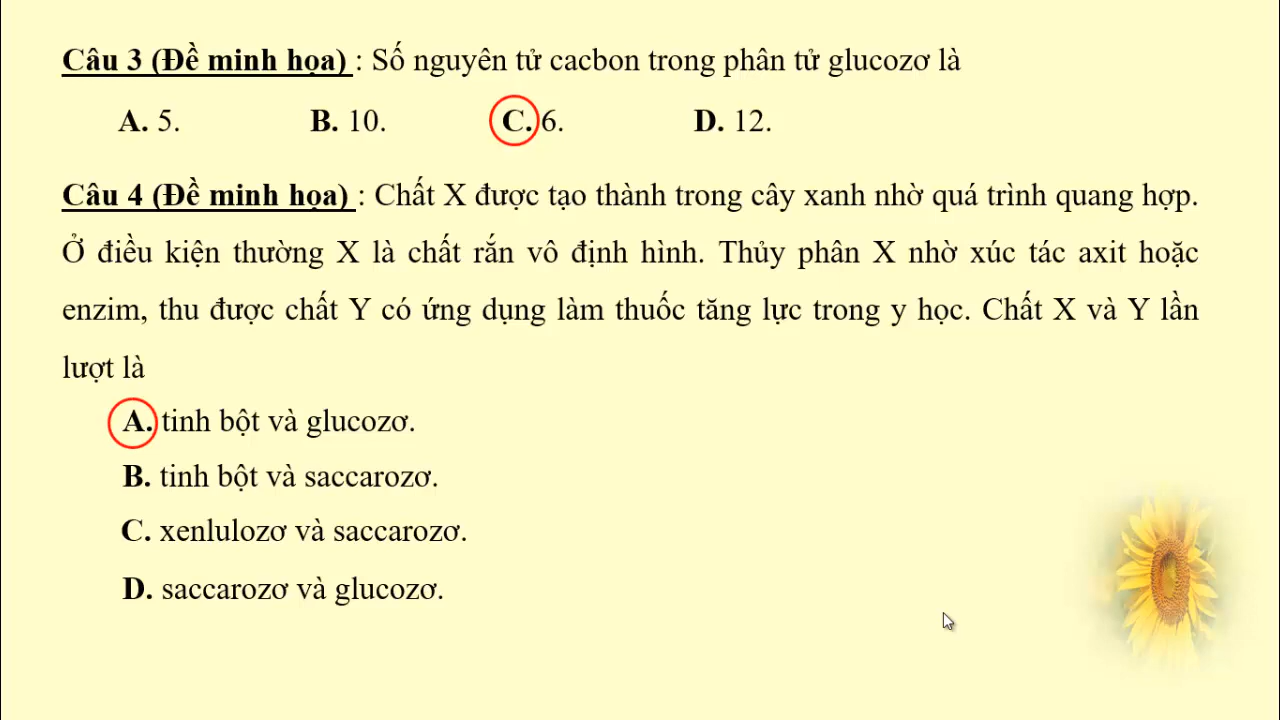 Câu 3 (Đề minh họa) : Số nguyên tử cacbon trong phân tử glucozơ là
A. 5. B. 10. C. 6. D. 12.
Câu 4 (Đề minh họa) : Chất X được tạo thành trong cây xanh nhờ quá trình quang hợp.
Ở điều kiện thường X là chất rắn vô định hình. Thủy phân X nhờ xúc tác axit hoặc
enzim, thu được chất Y có ứng dụng làm thuốc tăng lực trong y học. Chất X và Y lần
lượt là
A. tinh bột và glucozơ.
B. tinh bột và saccarozơ.
C. xenlulozơ và saccarozơ.
D. saccarozơ và glucozơ.